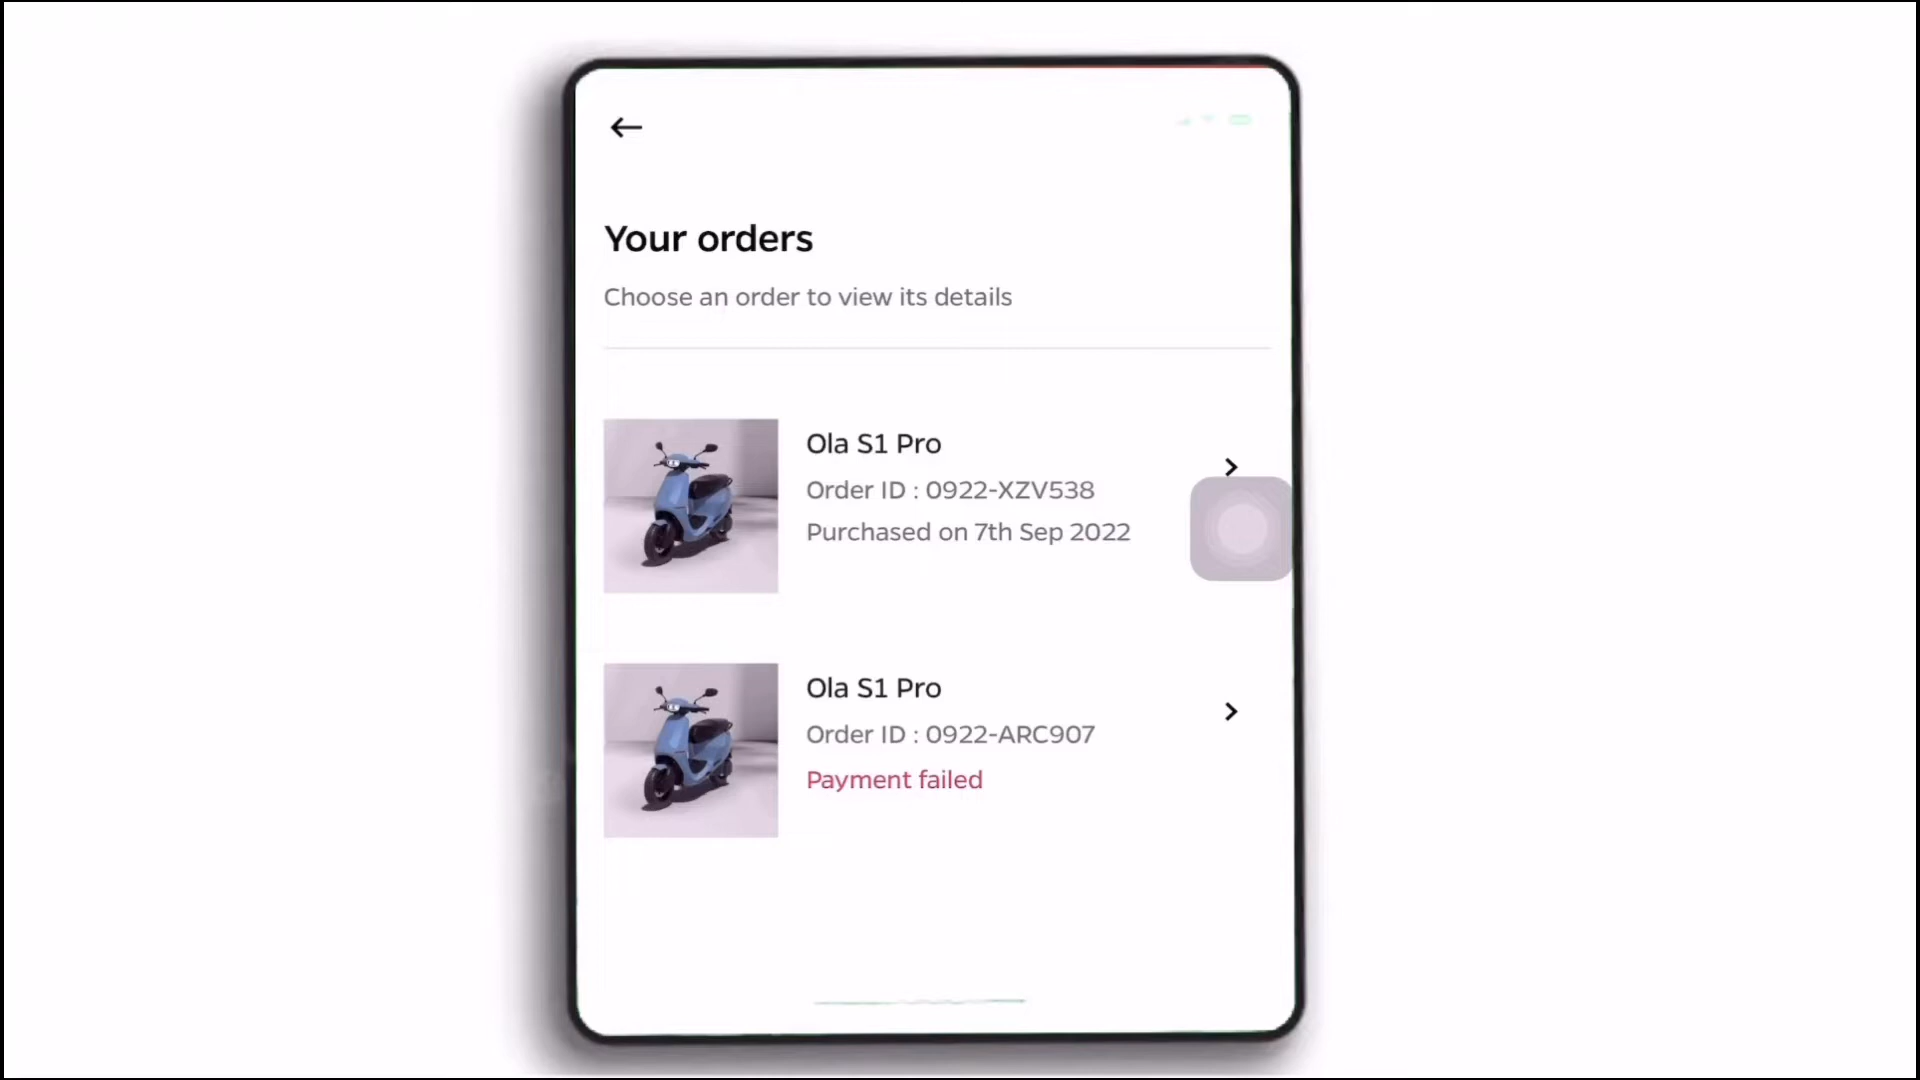 Your orders
Choose an order to view its details
Ola S1 Pro
Order ID : 0922-XZV538
Purchased on 7th Sep 2022
Ola S1 Pro
Order ID : 0922-ARC907
Payment failed